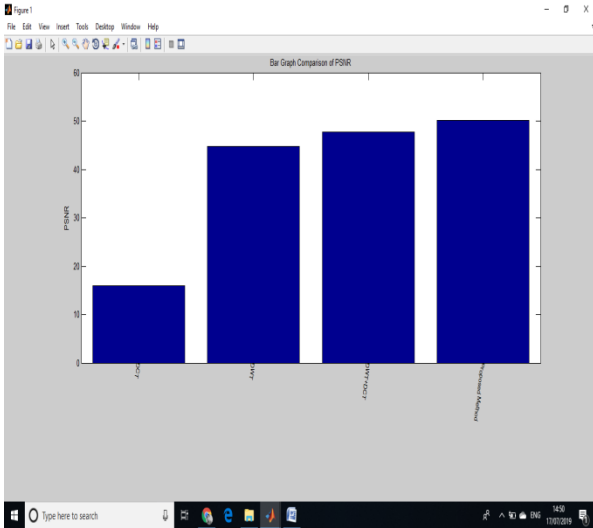 Figure 1
File Edit View Insert Tools Desktop Window Help
Bar Graph Comparison of PSNR
60
50
40
30
20
10
0
PSNR
DCT
DWT
DWT+DCT
Proposed Method
Type here to search
ENG
14:50
17/07/2019